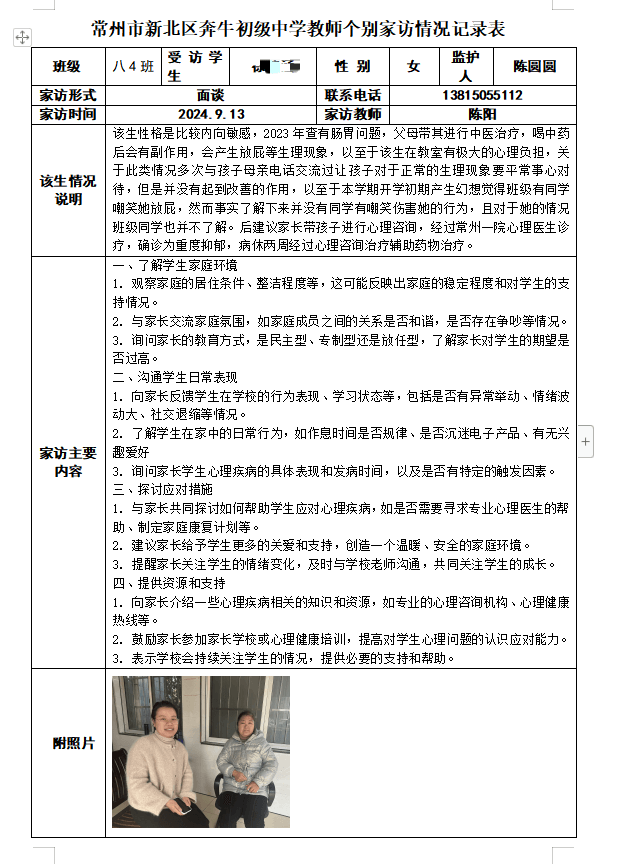 常州市新北区奔牛初级中学教师个别家访情况记录表
班级 八4班 受访学生 性别 女 监护人 陈圆圆
家访形式 面谈 联系电话 13815055112
家访时间 2024.9.13 家访教师 陈阳
该生情况说明
该生性格是比较内向敏感，2023年查有肠胃问题，父母带其进行中医治疗，喝中药
后会有副作用，会产生放屁等生理现象，以至于该生在教室有极大的心理负担，关
于此类情况多次与孩子母亲电话交流过让孩子对于正常的生理现象要平常事心对
待，但是并没有起到改善的作用，以至于本学期开学初期产生幻想觉得班级有同学
嘲笑她放屁，然而事实了解下来并没有同学有嘲笑伤害她的行为，且对于她的情况
班级同学也并不了解。后建议家长带孩子进行心理咨询，经过常州一院心理医生诊
疗，确诊为重度抑郁，病休两周经过心理咨询治疗辅助药物治疗。
家访主要内容
一、了解学生家庭环境
1. 观察家庭的居住条件、整洁程度等，这可能反映出家庭的稳定程度和对学生的支
持情况。
2. 与家长交流家庭氛围，如家庭成员之间的关系是否和谐，是否存在争吵等情况。
3. 询问家长的教育方式，是民主型、专制型还是放任型，了解家长对学生的期望是
否过高。
二、沟通学生日常表现
1. 向家长反馈学生在学校的行为表现、学习状态等，包括是否有异常举动、情绪波
动大、社交退缩等情况。
2. 了解学生在家中的日常行为，如作息时间是否规律、是否沉迷电子产品、有无兴
趣爱好
3. 询问家长学生心理疾病的具体表现和发病时间，以及是否有特定的触发因素。
三、探讨应对措施
1. 与家长共同探讨如何帮助学生应对心理疾病，如是否需要寻求专业心理医生的帮
助、制定家庭康复计划等。
2. 建议家长给予学生更多的关爱和支持，创造一个温暖、安全的家庭环境。
3. 提醒家长关注学生的情绪变化，及时与学校老师沟通，共同关注学生的成长。
四、提供资源和支持
1. 向家长介绍一些心理疾病相关的知识和资源，如专业的心理咨询机构、心理健康
热线等。
2. 鼓励家长参加家长学校或心理健康培训，提高对学生心理问题的认识应对能力。
3. 表示学校会持续关注学生的情况，提供必要的支持和帮助。
附照片